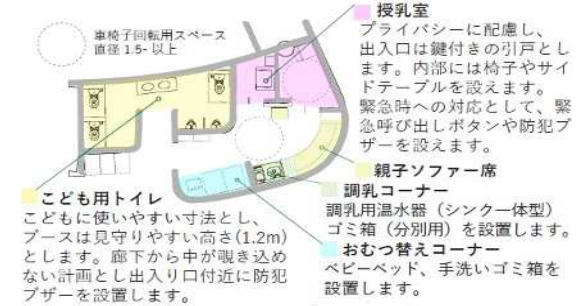 車椅子回転用スペース
直径 1.5- 以上
授乳室
プライバシーに配慮し、
出入口は鍵付きの引戸とし
ます。内部には椅子やサイ
ドテーブルを設えます。
緊急時への対応として、緊
急呼び出しボタンや防犯ブ
ザーを設えます。
親子ソファー席
調乳コーナー
調乳用温水器（シンク一体型）
ゴミ箱（分別用）を設置します。
おむつ替えコーナー
ベビーベッド、手洗いゴミ箱を
設置します。
こども用トイレ
こどもに使いやすい寸法とし、
ブースは見守りやすい高さ(1.2m)
とします。廊下から中が覗き込め
ない計画とし出入り口付近に防犯
ブザーを設置します。